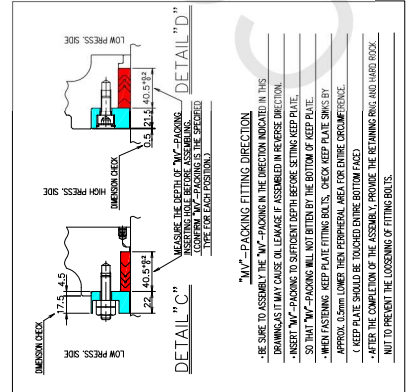 LOW PRESS. SIDE
HIGH PRESS. SIDE
LOW PRESS. SIDE
DIMENSION CHECK
17.5 4.5
22 40.5 +0.2 0
DIMENSION CHECK
0.5 21.5 40.5 +0.2 0
DETAIL"C"
DETAIL"D"
MEASURE THE DEPTH OF "MV"-PACKING
INSERTING HOLE BEFORE ASSEMBLING.
(CONFIRM "MV"-PACKING IS THE SPECIFIED
TYPE FOR EACH POSITION.)
"MV"-PACKING FITTING DIRECTION
•BE SURE TO ASSEMBLY THE "MV"-PACKING IN THE DIRECTION INDICATED IN THIS
DRAWING,AS IT MAY CAUSE OIL LEAKAGE IF ASSEMBLED IN REVERSE DIRECTION.
•INSERT "MV"-PACKING TO SUFFICIENT DEPTH BEFORE SETTING KEEP PLATE,
SO THAT "MV"-PACKING WILL NOT BITTEN BY THE BOTTOM OF KEEP PLATE.
•WHEN FASTENING KEEP PLATE FITTING BOLTS, CHECK KEEP PLATE SINKS BY
APPROX. 0.5mm LOWER THEN PERIPHERAL AREA FOR ENTIRE CIRCUMFERENCE.
( KEEP PLATE SHOULD BE TOUCHED ENTIRE BOTTOM FACE)
•AFTER THE COMPLETION OF THE ASSEMBLY, PROVIDE THE RETAINING RING AND HARD ROCK
NUT TO PREVENT THE LOOSENING OF FITTING BOLTS.